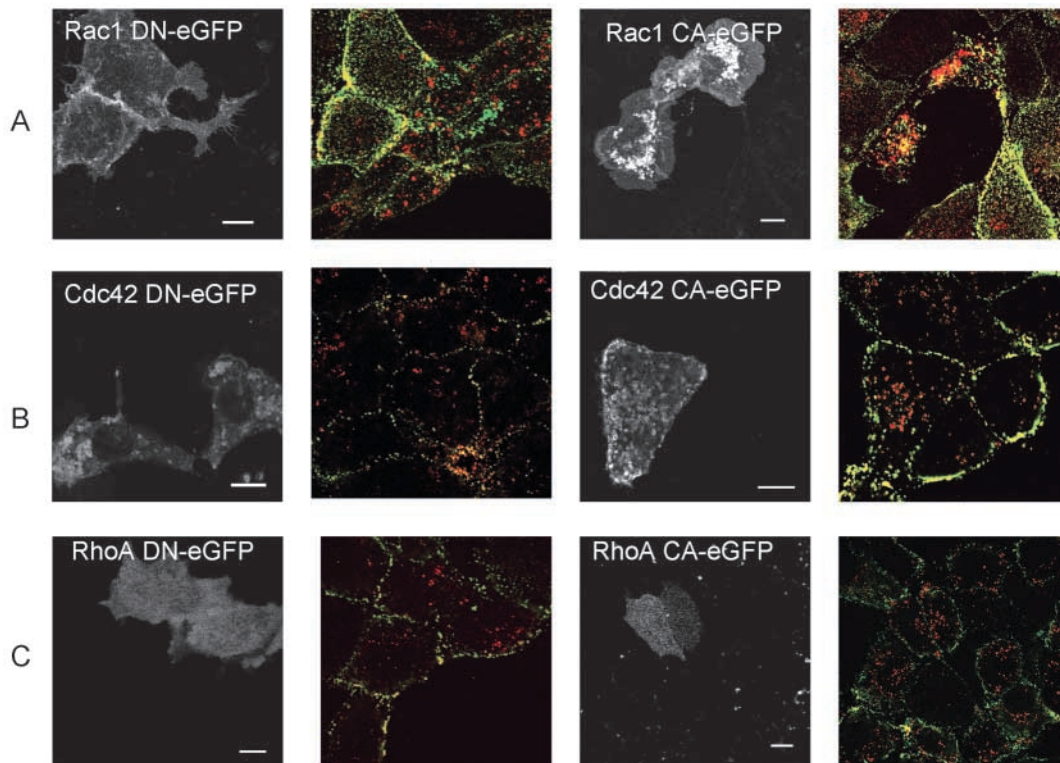 A
Rac1 DN-eGFP
Rac1 CA-eGFP
B
Cdc42 DN-eGFP
Cdc42 CA-eGFP
C
RhoA DN-eGFP
RhoA CA-eGFP